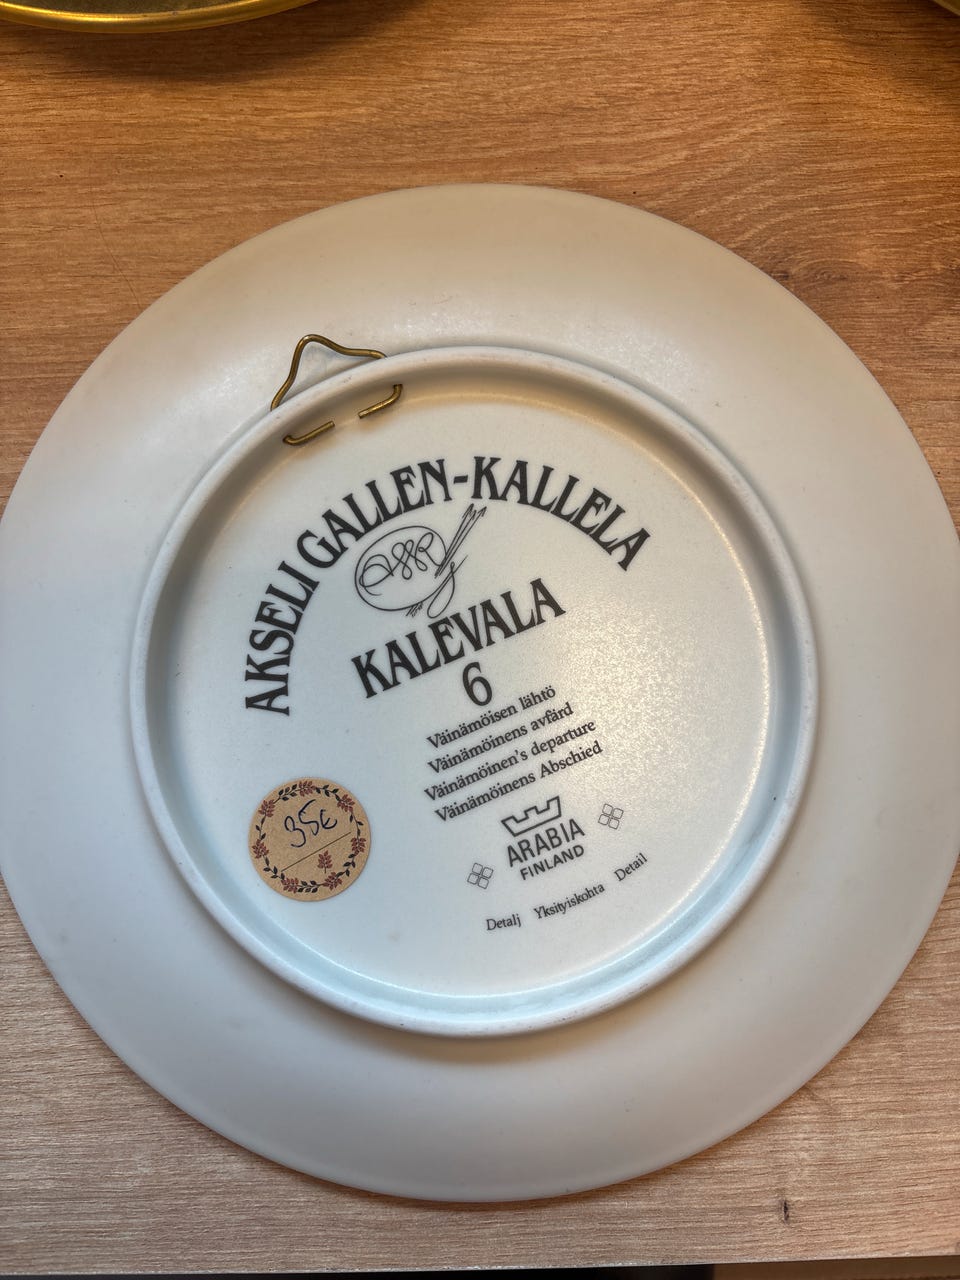 AKSELI GALLEN-KALLELA
KALEVALA
6
Väinämöisen lähtö
Väinämöinens avfärd
Väinämöinen's departure
Väinämöinens Abschied
ARABIA
FINLAND
Detalj Yksityiskohta Detail
35€